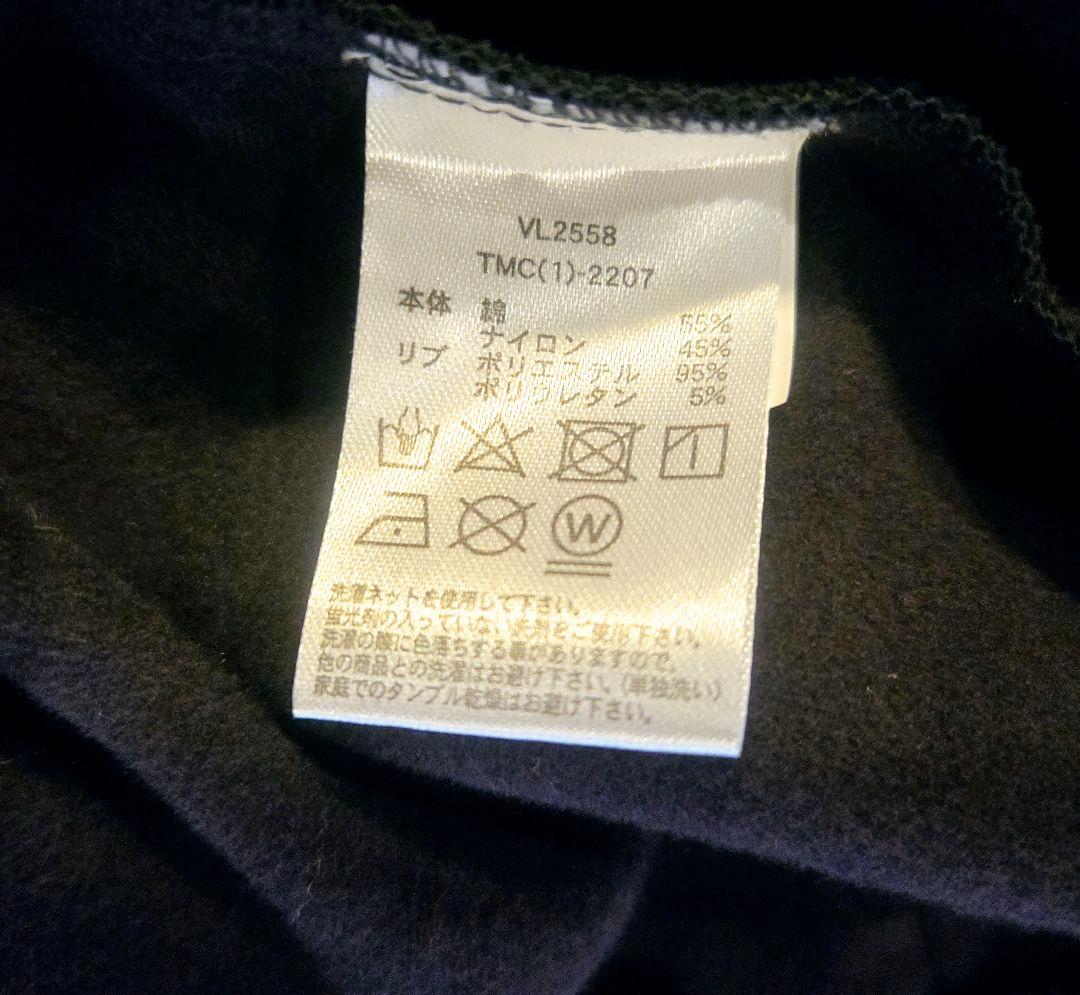 VL2558
TMC(1)-2207
本体 綿 55%
ナイロン 45%
リブ ポリエステル 95%
ポリウレタン 5%
W
洗濯ネットを使用して下さい。
蛍光剤の入っていない洗剤をご使用下さい。
洗濯の際に色落ちする事がありますので、
他の商品との洗濯はお避け下さい。(単独洗い)
家庭でのタンブル乾燥はお避け下さい。